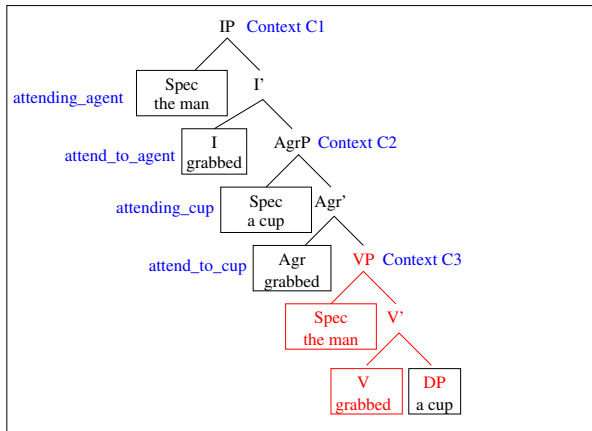 IP Context C1
Spec
the man
attending_agent
I'
I
grabbed
attend_to_agent
AgrP Context C2
Spec
a cup
attending_cup
Agr'
Agr
grabbed
attend_to_cup
VP Context C3
Spec
the man
V'
V
grabbed
DP
a cup